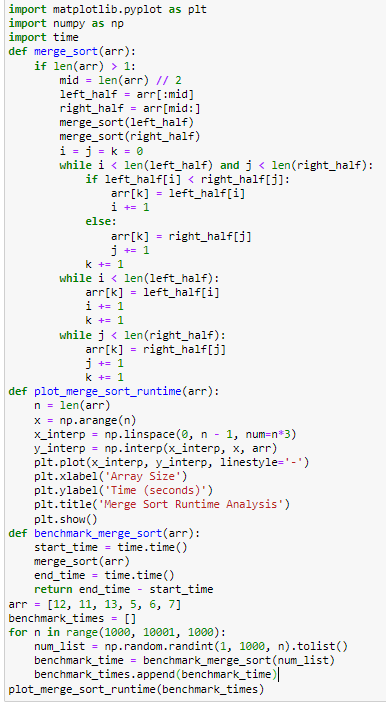 import matplotlib.pyplot as plt
import numpy as np
import time
def merge_sort(arr):
    if len(arr) > 1:
        mid = len(arr) // 2
        left_half = arr[:mid]
        right_half = arr[mid:]
        merge_sort(left_half)
        merge_sort(right_half)
        i = j = k = 0
        while i < len(left_half) and j < len(right_half):
            if left_half[i] < right_half[j]:
                arr[k] = left_half[i]
                i += 1
            else:
                arr[k] = right_half[j]
                j += 1
            k += 1
        while i < len(left_half):
            arr[k] = left_half[i]
            i += 1
            k += 1
        while j < len(right_half):
            arr[k] = right_half[j]
            j += 1
            k += 1
def plot_merge_sort_runtime(arr):
    n = len(arr)
    x = np.arange(n)
    x_interp = np.linspace(0, n - 1, num=n*3)
    y_interp = np.interp(x_interp, x, arr)
    plt.plot(x_interp, y_interp, linestyle='-')
    plt.xlabel('Array Size')
    plt.ylabel('Time (seconds)')
    plt.title('Merge Sort Runtime Analysis')
    plt.show()
def benchmark_merge_sort(arr):
    start_time = time.time()
    merge_sort(arr)
    end_time = time.time()
    return end_time - start_time
arr = [12, 11, 13, 5, 6, 7]
benchmark_times = []
for n in range(1000, 10001, 1000):
    num_list = np.random.randint(1, 1000, n).tolist()
    benchmark_time = benchmark_merge_sort(num_list)
    benchmark_times.append(benchmark_time)
plot_merge_sort_runtime(benchmark_times)